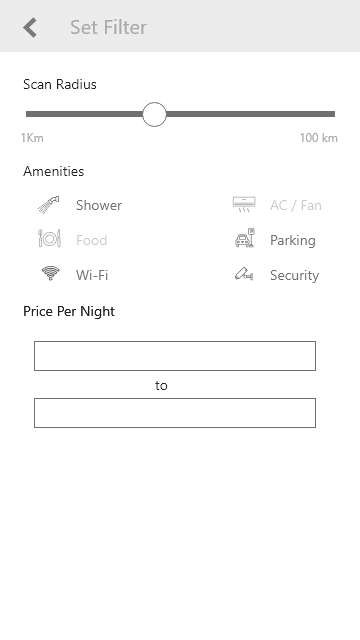 Set Filter
Scan Radius
1Km 100 km
Amenities
Shower AC / Fan
Food Parking
Wi-Fi Security
Price Per Night
to